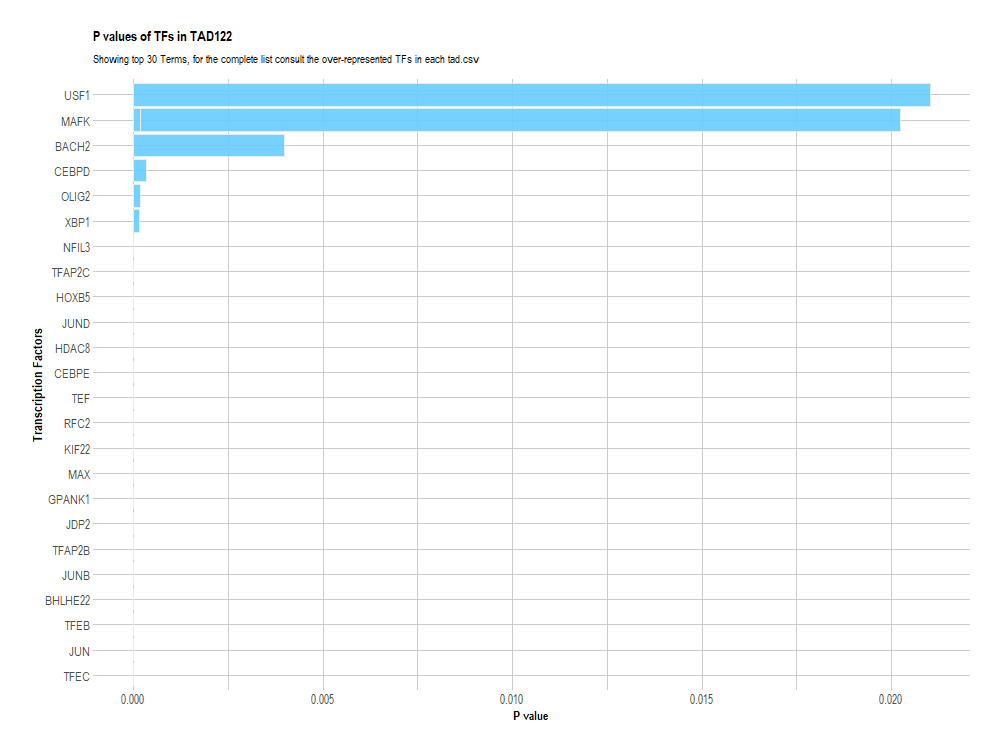 P values of TFs in TAD122
Showing top 30 Terms, for the complete list consult the over-represented TFs in each tad.csv
Transcription Factors
USF1
MAFK
BACH2
CEBPD
OLIG2
XBP1
NFIL3
TFAP2C
HOXB5
JUND
HDAC8
CEBPE
TEF
RFC2
KIF22
MAX
GPANK1
JDP2
TFAP2B
JUNB
BHLHE22
TFEB
JUN
TFEC
0.000 0.005 0.010 0.015 0.020
P value